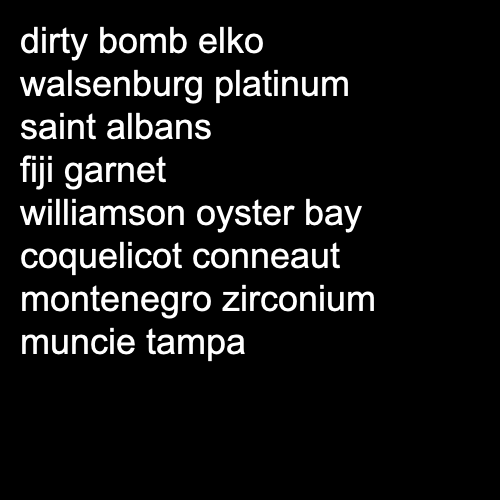 dirty bomb elko
walsenburg platinum
saint albans
fiji garnet
williamson oyster bay
coquelicot conneaut
montenegro zirconium
muncie tampa